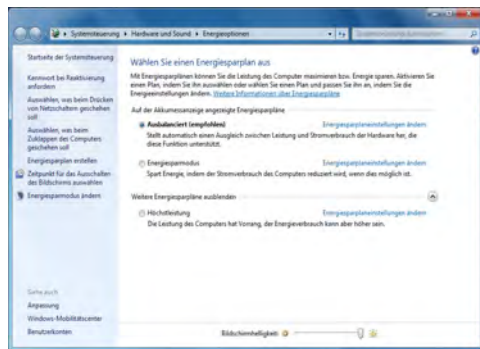 Systemsteuerung ▸ Hardware und Sound ▸ Energieoptionen
Startseite der Systemsteuerung
Kennwort bei Reaktivierung
anfordern
Auswählen, was beim Drücken
von Netzschaltern geschehen
soll
Auswählen, was beim
Zuklappen des Computers
geschehen soll
Energiesparplan erstellen
Zeitpunkt für das Ausschalten
des Bildschirms auswählen
Energiesparmodus ändern
Siehe auch
Anpassung
Windows-Mobilitätscenter
Benutzerkonten
Wählen Sie einen Energiesparplan aus
Mit Energiesparplänen können Sie die Leistung des Computer maximieren bzw. Energie sparen. Aktivieren Sie
einen Plan, indem Sie ihn auswählen oder wählen Sie einen Plan und passen Sie ihn an, indem Sie die
Energieeinstellungen ändern. Weitere Informationen über Energiesparpläne
Auf der Akkumessanzeige angezeigte Energiesparpläne
Ausbalanciert (empfohlen) Energiesparplaneinstellungen ändern
Stellt automatisch einen Ausgleich zwischen Leistung und Stromverbrauch der Hardware her, die
diese Funktion unterstützt.
Energiesparmodus Energiesparplaneinstellungen ändern
Spart Energie, indem der Stromverbrauch des Computers reduziert wird, wenn dies möglich ist.
Weitere Energiesparpläne ausblenden
Höchstleistung Energiesparplaneinstellungen ändern
Die Leistung des Computers hat Vorrang, der Energieverbrauch kann aber höher sein.
Bildschirmhelligkeit: